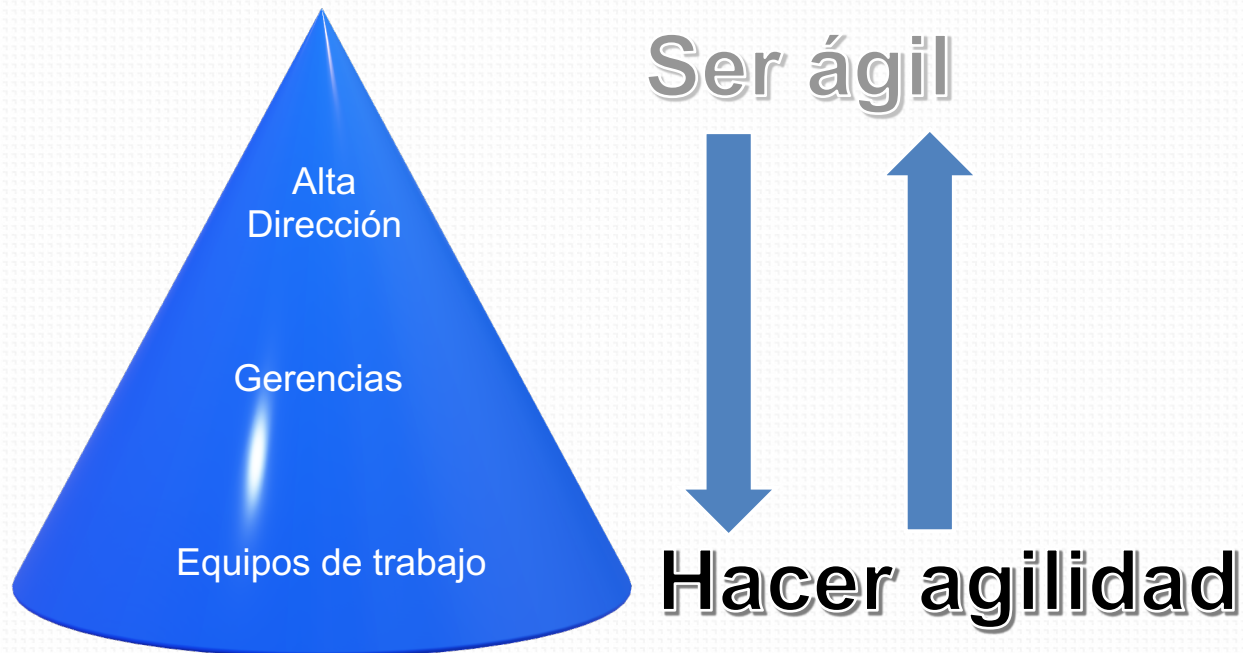 Ser ágil
Alta
Dirección
Gerencias
Equipos de trabajo
Hacer agilidad